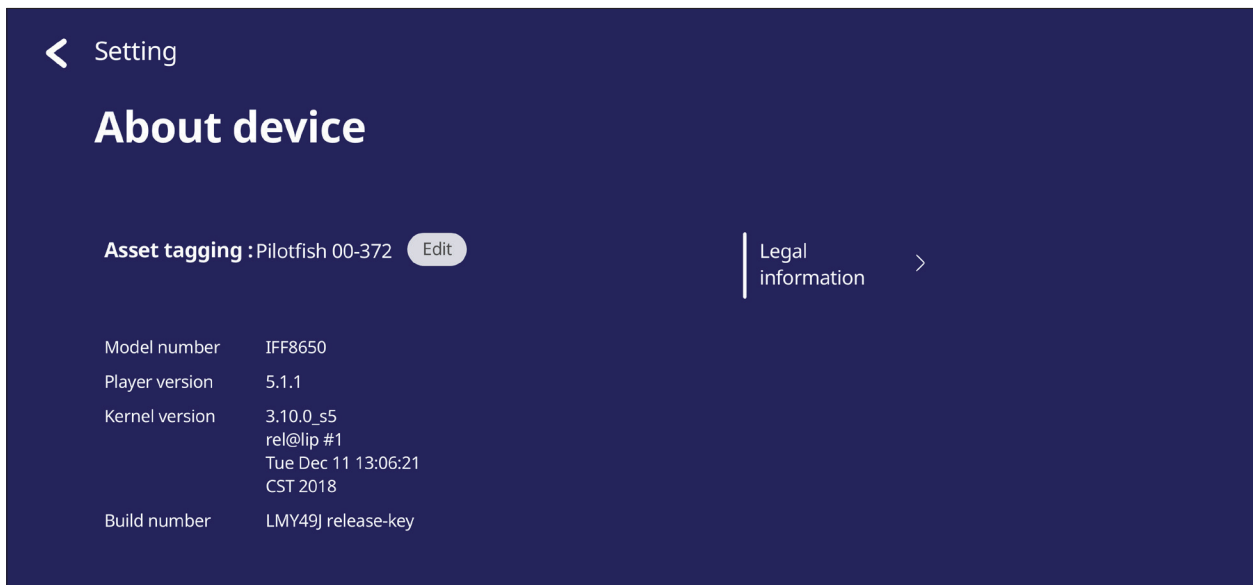 Setting
About device
Asset tagging : Pilotfish 00-372 Edit
Legal
information
Model number IFF8650
Player version 5.1.1
Kernel version 3.10.0_s5
rel@lip #1
Tue Dec 11 13:06:21
CST 2018
Build number LMY49J release-key